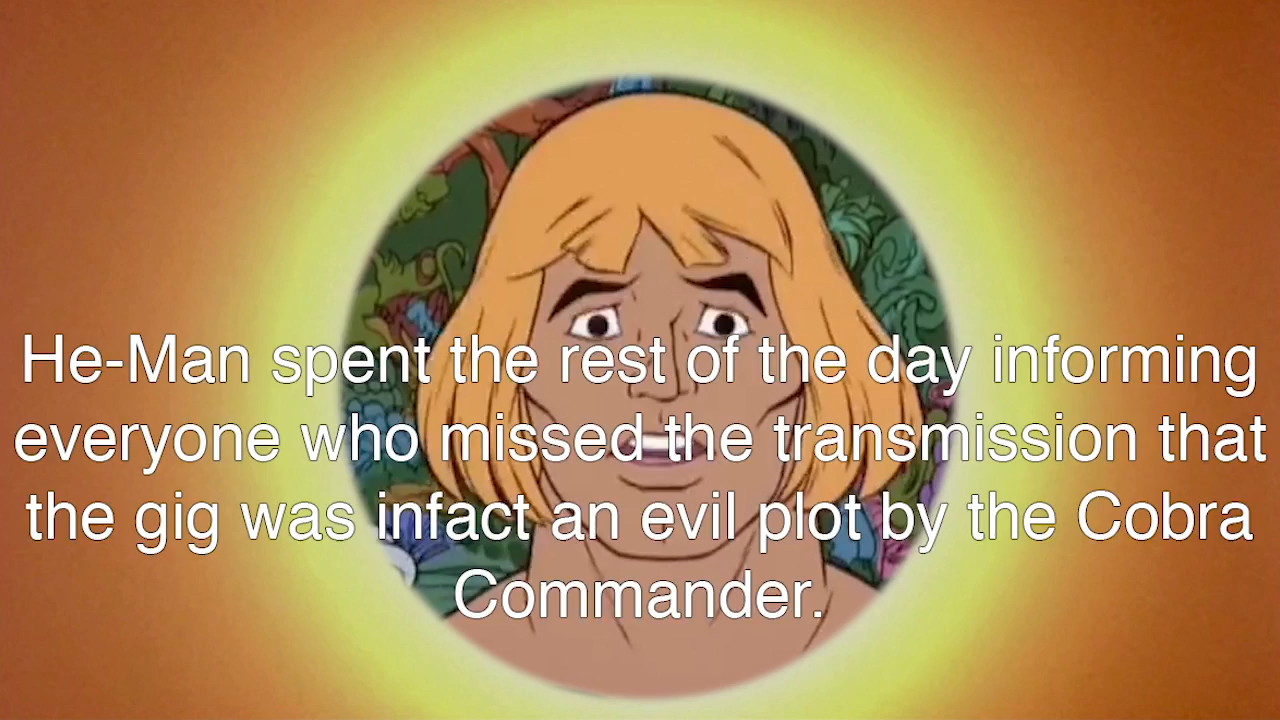 He-Man spent the rest of the day informing
everyone who missed the transmission that
the gig was infact an evil plot by the Cobra
Commander.